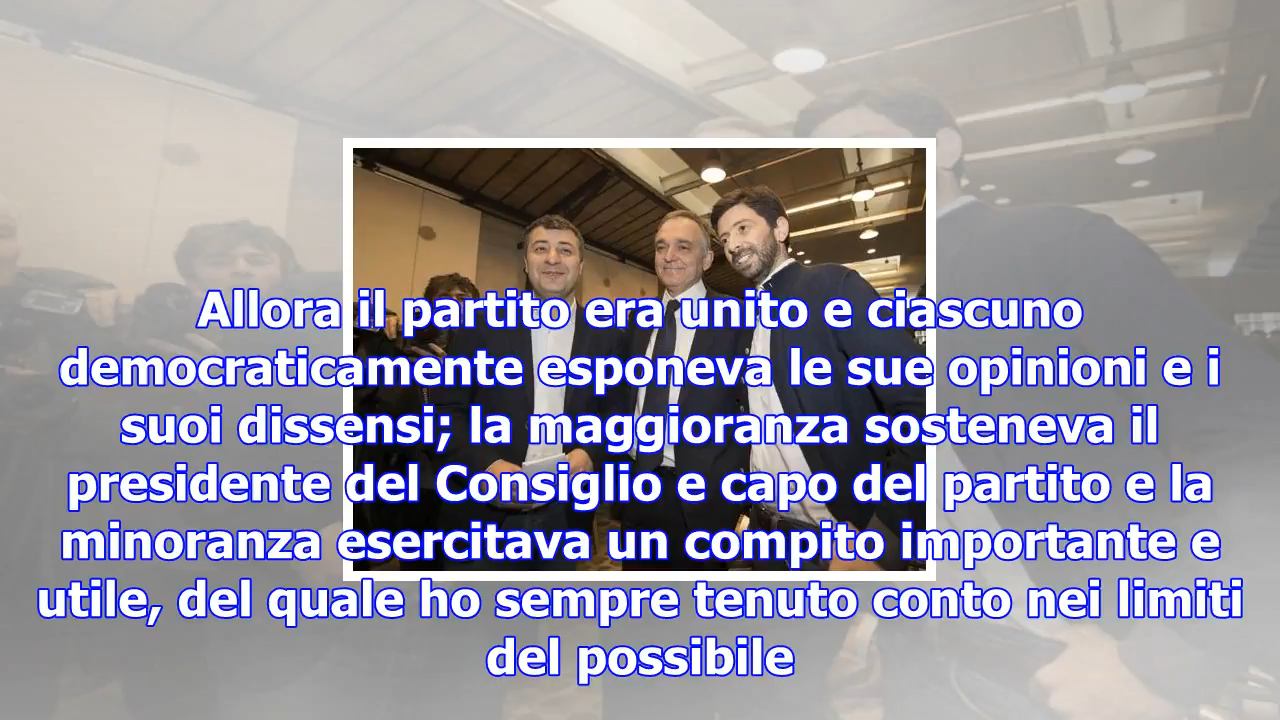 Allora il partito era unito e ciascuno
democraticamente esponeva le sue opinioni e i
suoi dissensi; la maggioranza sosteneva il
presidente del Consiglio e capo del partito e la
minoranza esercitava un compito importante e
utile, del quale ho sempre tenuto conto nei limiti
del possibile